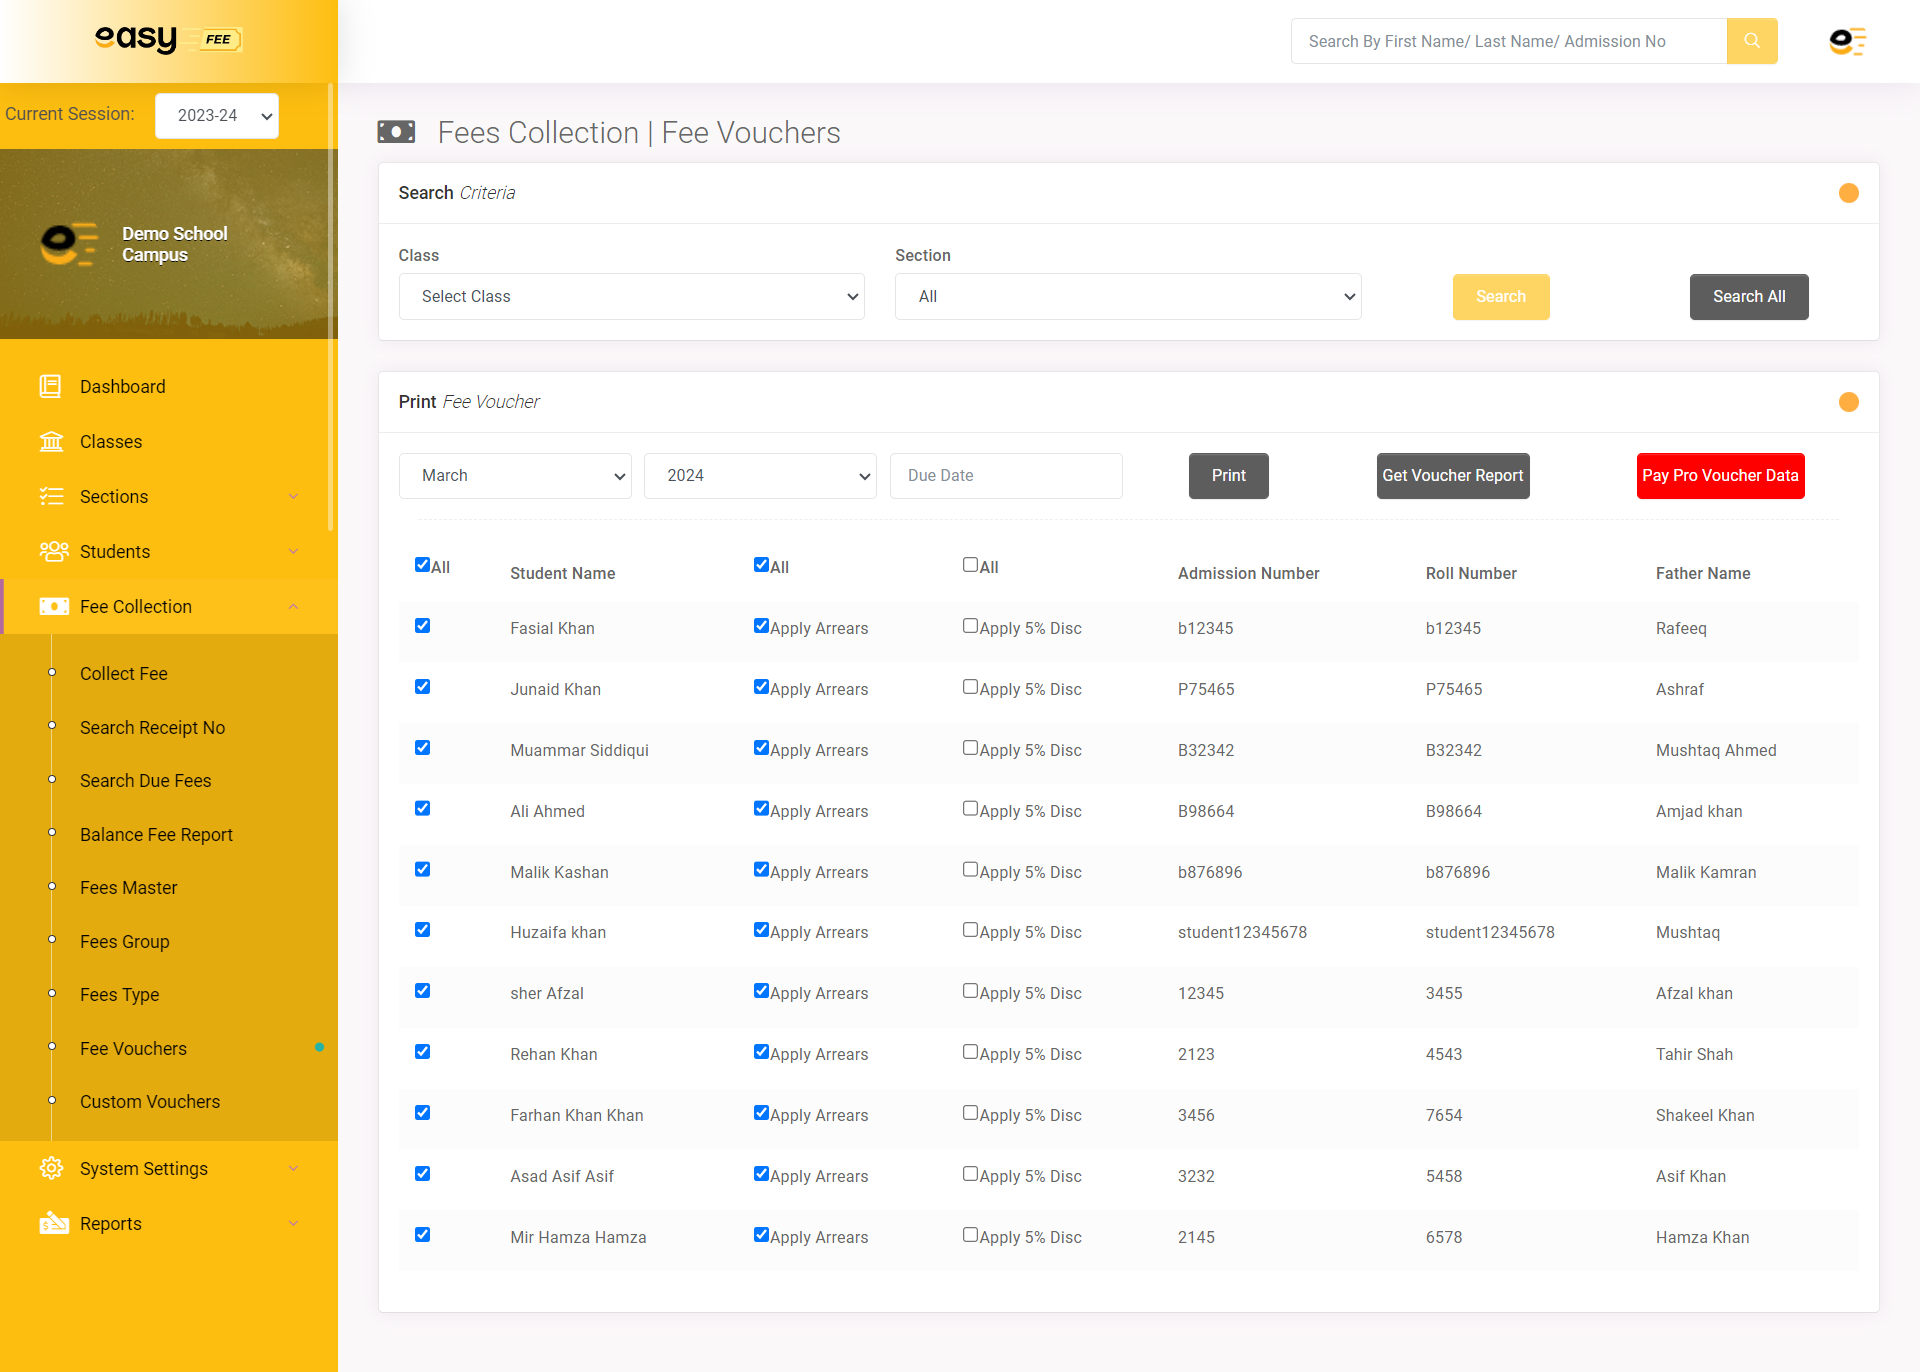 easy FEE
Search By First Name/ Last Name/ Admission No
Current Session: 2023-24
Demo School
Campus
Dashboard
Classes
Sections
Students
Fee Collection
Collect Fee
Search Receipt No
Search Due Fees
Balance Fee Report
Fees Master
Fees Group
Fees Type
Fee Vouchers
Custom Vouchers
System Settings
Reports
Fees Collection | Fee Vouchers
Search Criteria
Class Section
Select Class All Search Search All
Print Fee Voucher
March 2024 Due Date Print Get Voucher Report Pay Pro Voucher Data
All Student Name All All Admission Number Roll Number Father Name
Fasial Khan Apply Arrears Apply 5% Disc b12345 b12345 Rafeeq
Junaid Khan Apply Arrears Apply 5% Disc P75465 P75465 Ashraf
Muammar Siddiqui Apply Arrears Apply 5% Disc B32342 B32342 Mushtaq Ahmed
Ali Ahmed Apply Arrears Apply 5% Disc B98664 B98664 Amjad khan
Malik Kashan Apply Arrears Apply 5% Disc b876896 b876896 Malik Kamran
Huzaifa khan Apply Arrears Apply 5% Disc student12345678 student12345678 Mushtaq
sher Afzal Apply Arrears Apply 5% Disc 12345 3455 Afzal khan
Rehan Khan Apply Arrears Apply 5% Disc 2123 4543 Tahir Shah
Farhan Khan Khan Apply Arrears Apply 5% Disc 3456 7654 Shakeel Khan
Asad Asif Asif Apply Arrears Apply 5% Disc 3232 5458 Asif Khan
Mir Hamza Hamza Apply Arrears Apply 5% Disc 2145 6578 Hamza Khan